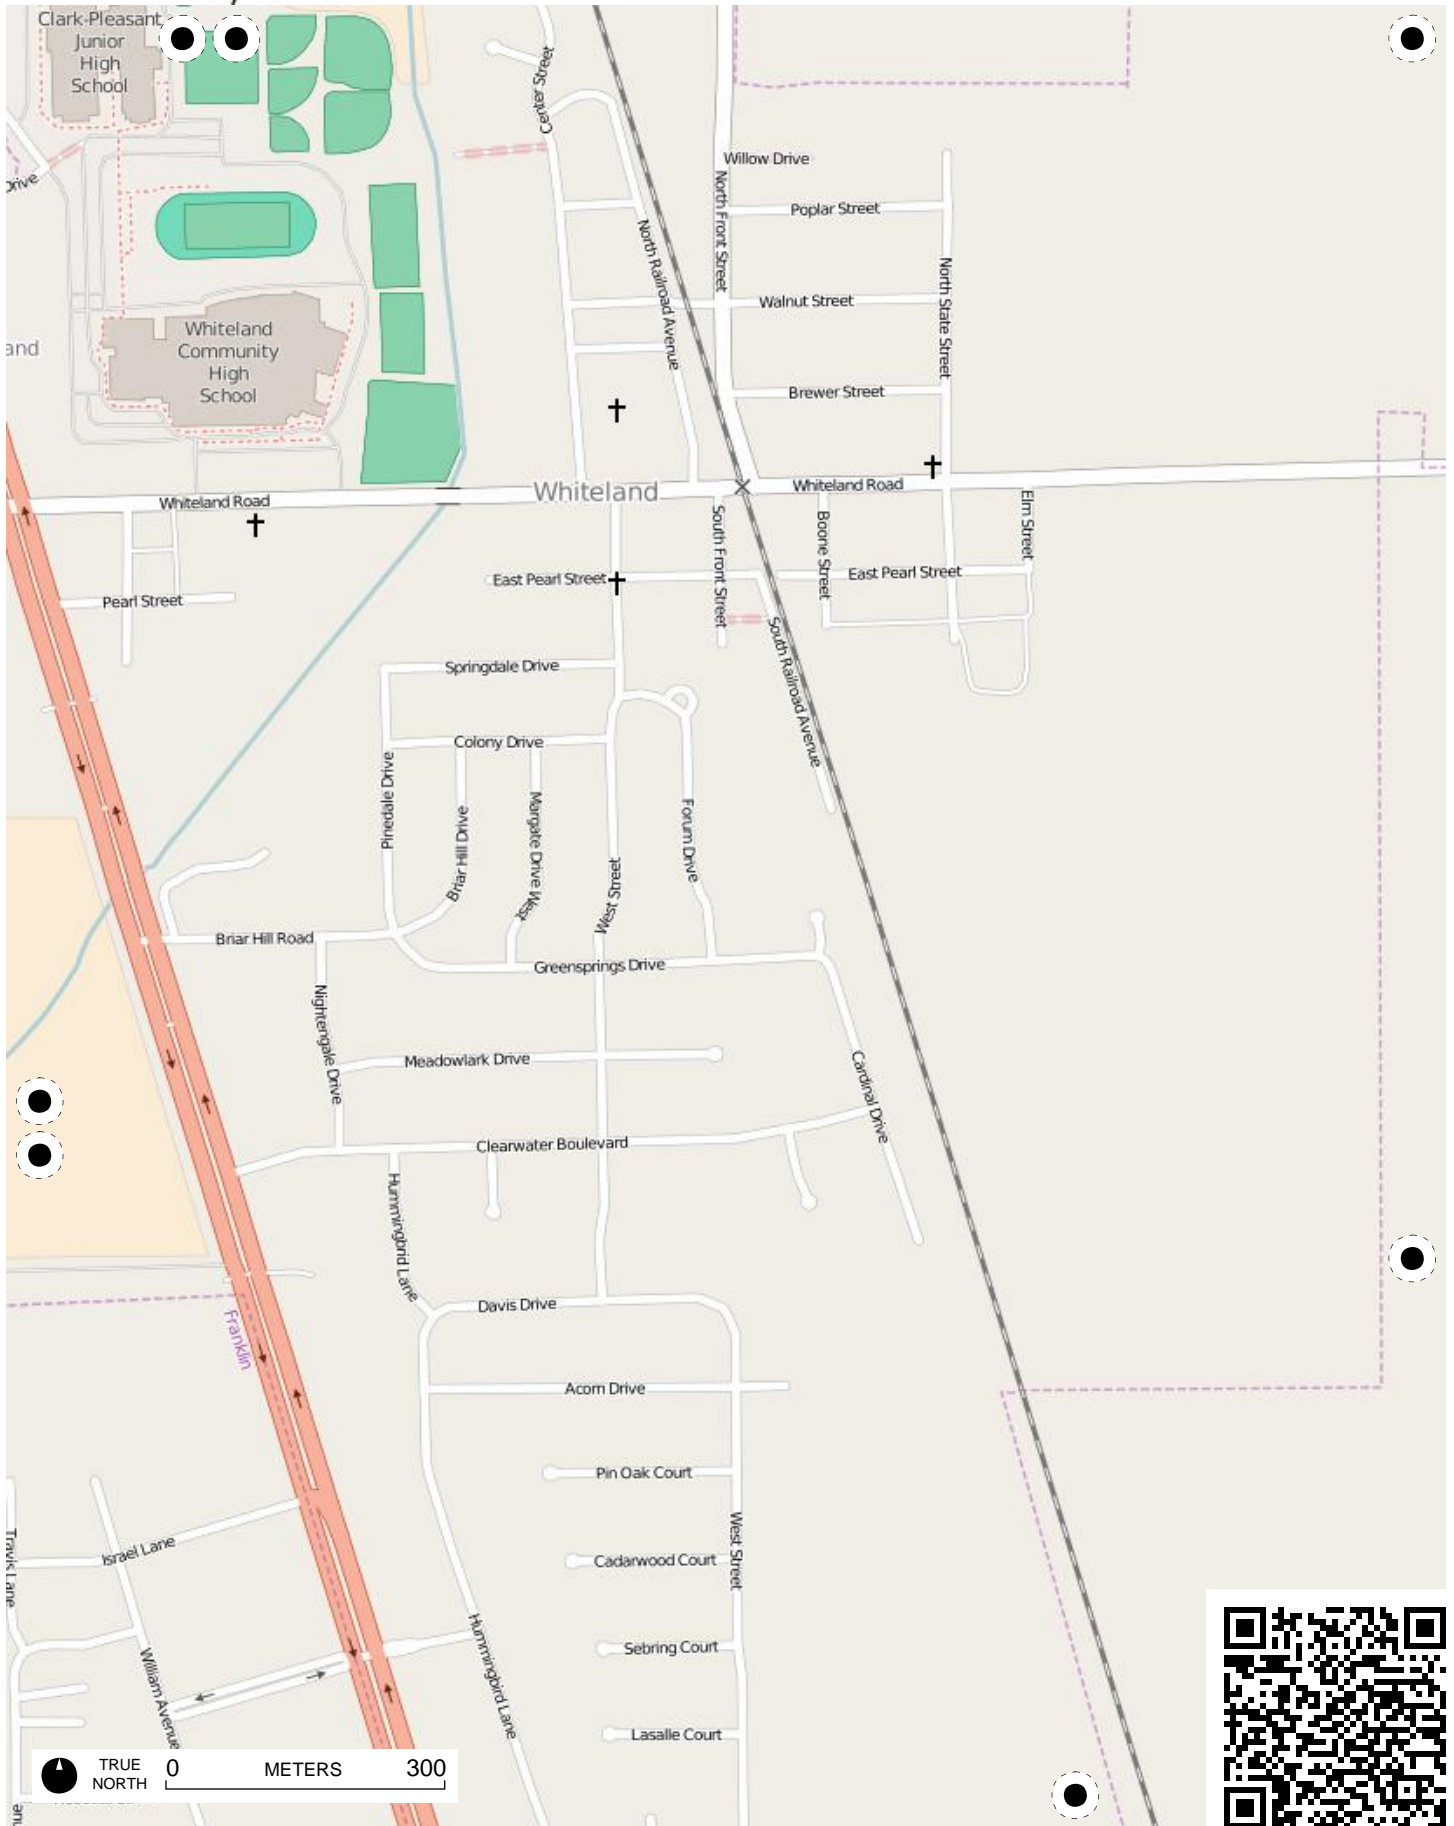 Clark-Pleasant
Junior
High
School
Center Street
Willow Drive
Poplar Street
North Front Street
North Railroad Avenue
North State Street
Walnut Street
Brewer Street
Drive
and
Whiteland
Community
High
School
Whiteland Road
Whiteland
Whiteland Road
South Front Street
Boone Street
Elm Street
East Pearl Street
East Pearl Street
Pearl Street
South Railroad Avenue
Springdale Drive
Colony Drive
Pinedale Drive
Briar Hill Drive
Margate Drive West
West Street
Forum Drive
Briar Hill Road
Greensprings Drive
Nightengale Drive
Meadowlark Drive
Cardinal Drive
Clearwater Boulevard
Hummingbrid Lane
Davis Drive
Franklin
Acorn Drive
Pin Oak Court
West Street
Travis Lane
Israel Lane
Cadarwood Court
Hummingbird Lane
William Avenue
Sebring Court
Lasalle Court
TRUE
NORTH
0 METERS 300